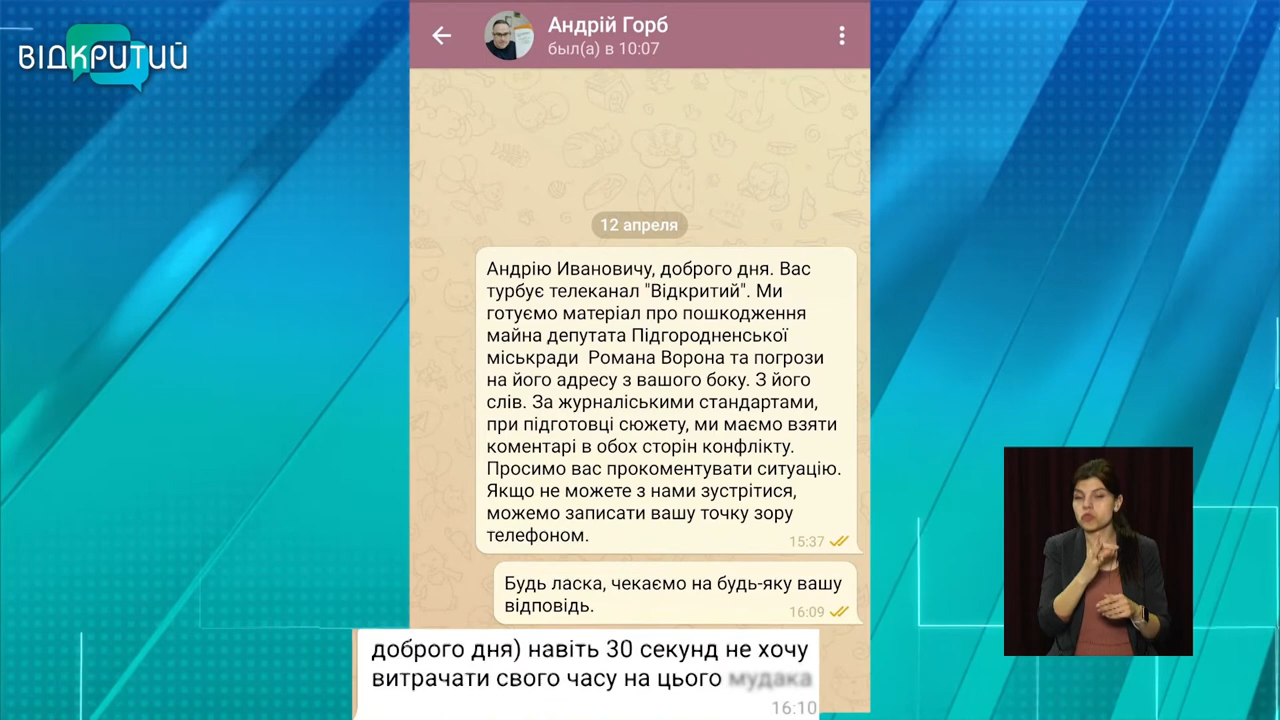 ВІДКРИТИЙ
Андрій Горб
был(а) в 10:07
12 апреля
Андрію Ивановичу, доброго дня. Вас
турбує телеканал "Відкритий". Ми
готуємо матеріал про пошкодження
майна депутата Підгородненської
міськради Романа Ворона та погрози
на його адресу з вашого боку. З його
слів. За журналіськими стандартами,
при підготовці сюжету, ми маємо взяти
коментарі в обох сторін конфлікту.
Просимо вас прокоментувати ситуацію.
Якщо не можете з нами зустрітися,
можемо записати вашу точку зору
телефоном.
15:37
Будь ласка, чекаємо на будь-яку вашу
відповідь.
16:09
доброго дня) навіть 30 секунд не хочу
витрачати свого часу на цього
16:10